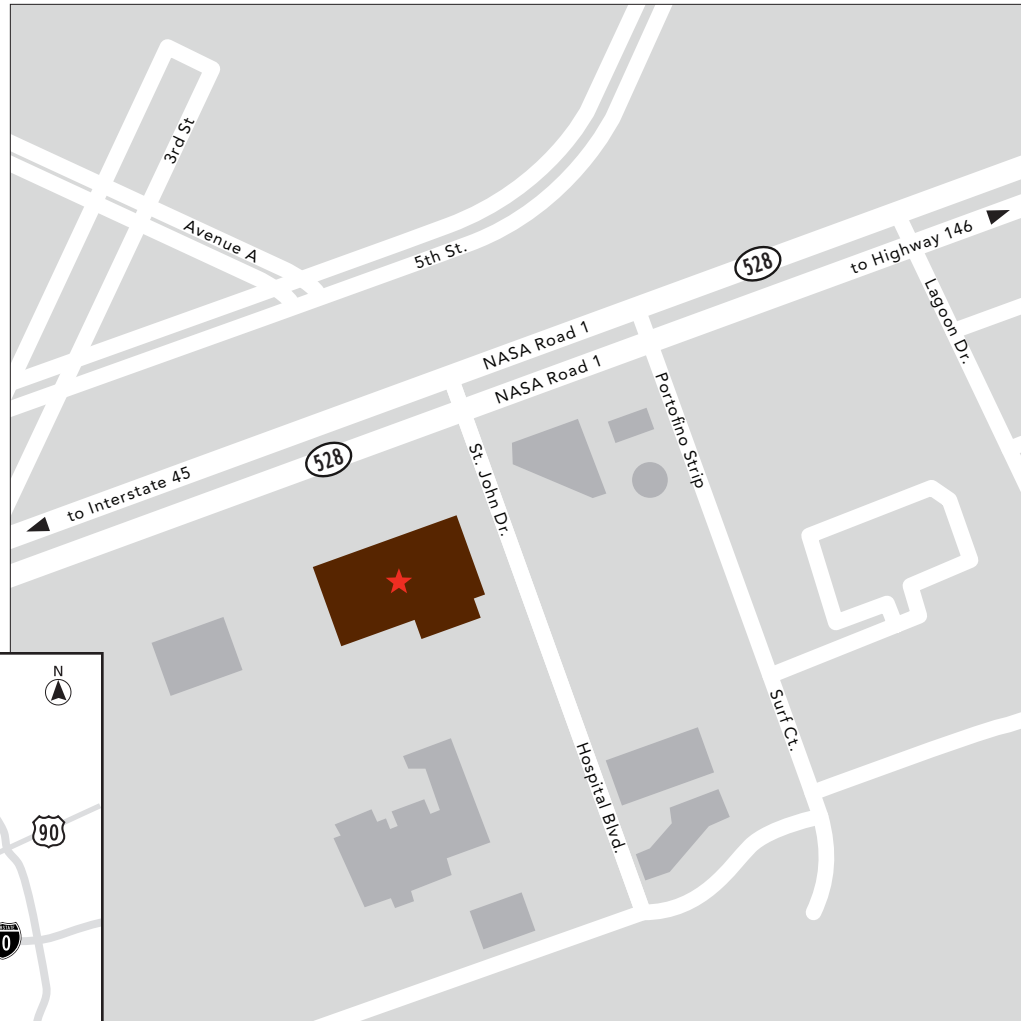 3rd St
Avenue A
5th St.
528
to Highway 146
Lagoon Dr.
NASA Road 1
NASA Road 1
Portofino Strip
528
to Interstate 45
St. John Dr.
N
Surf Ct.
Hospital Blvd.
90
0